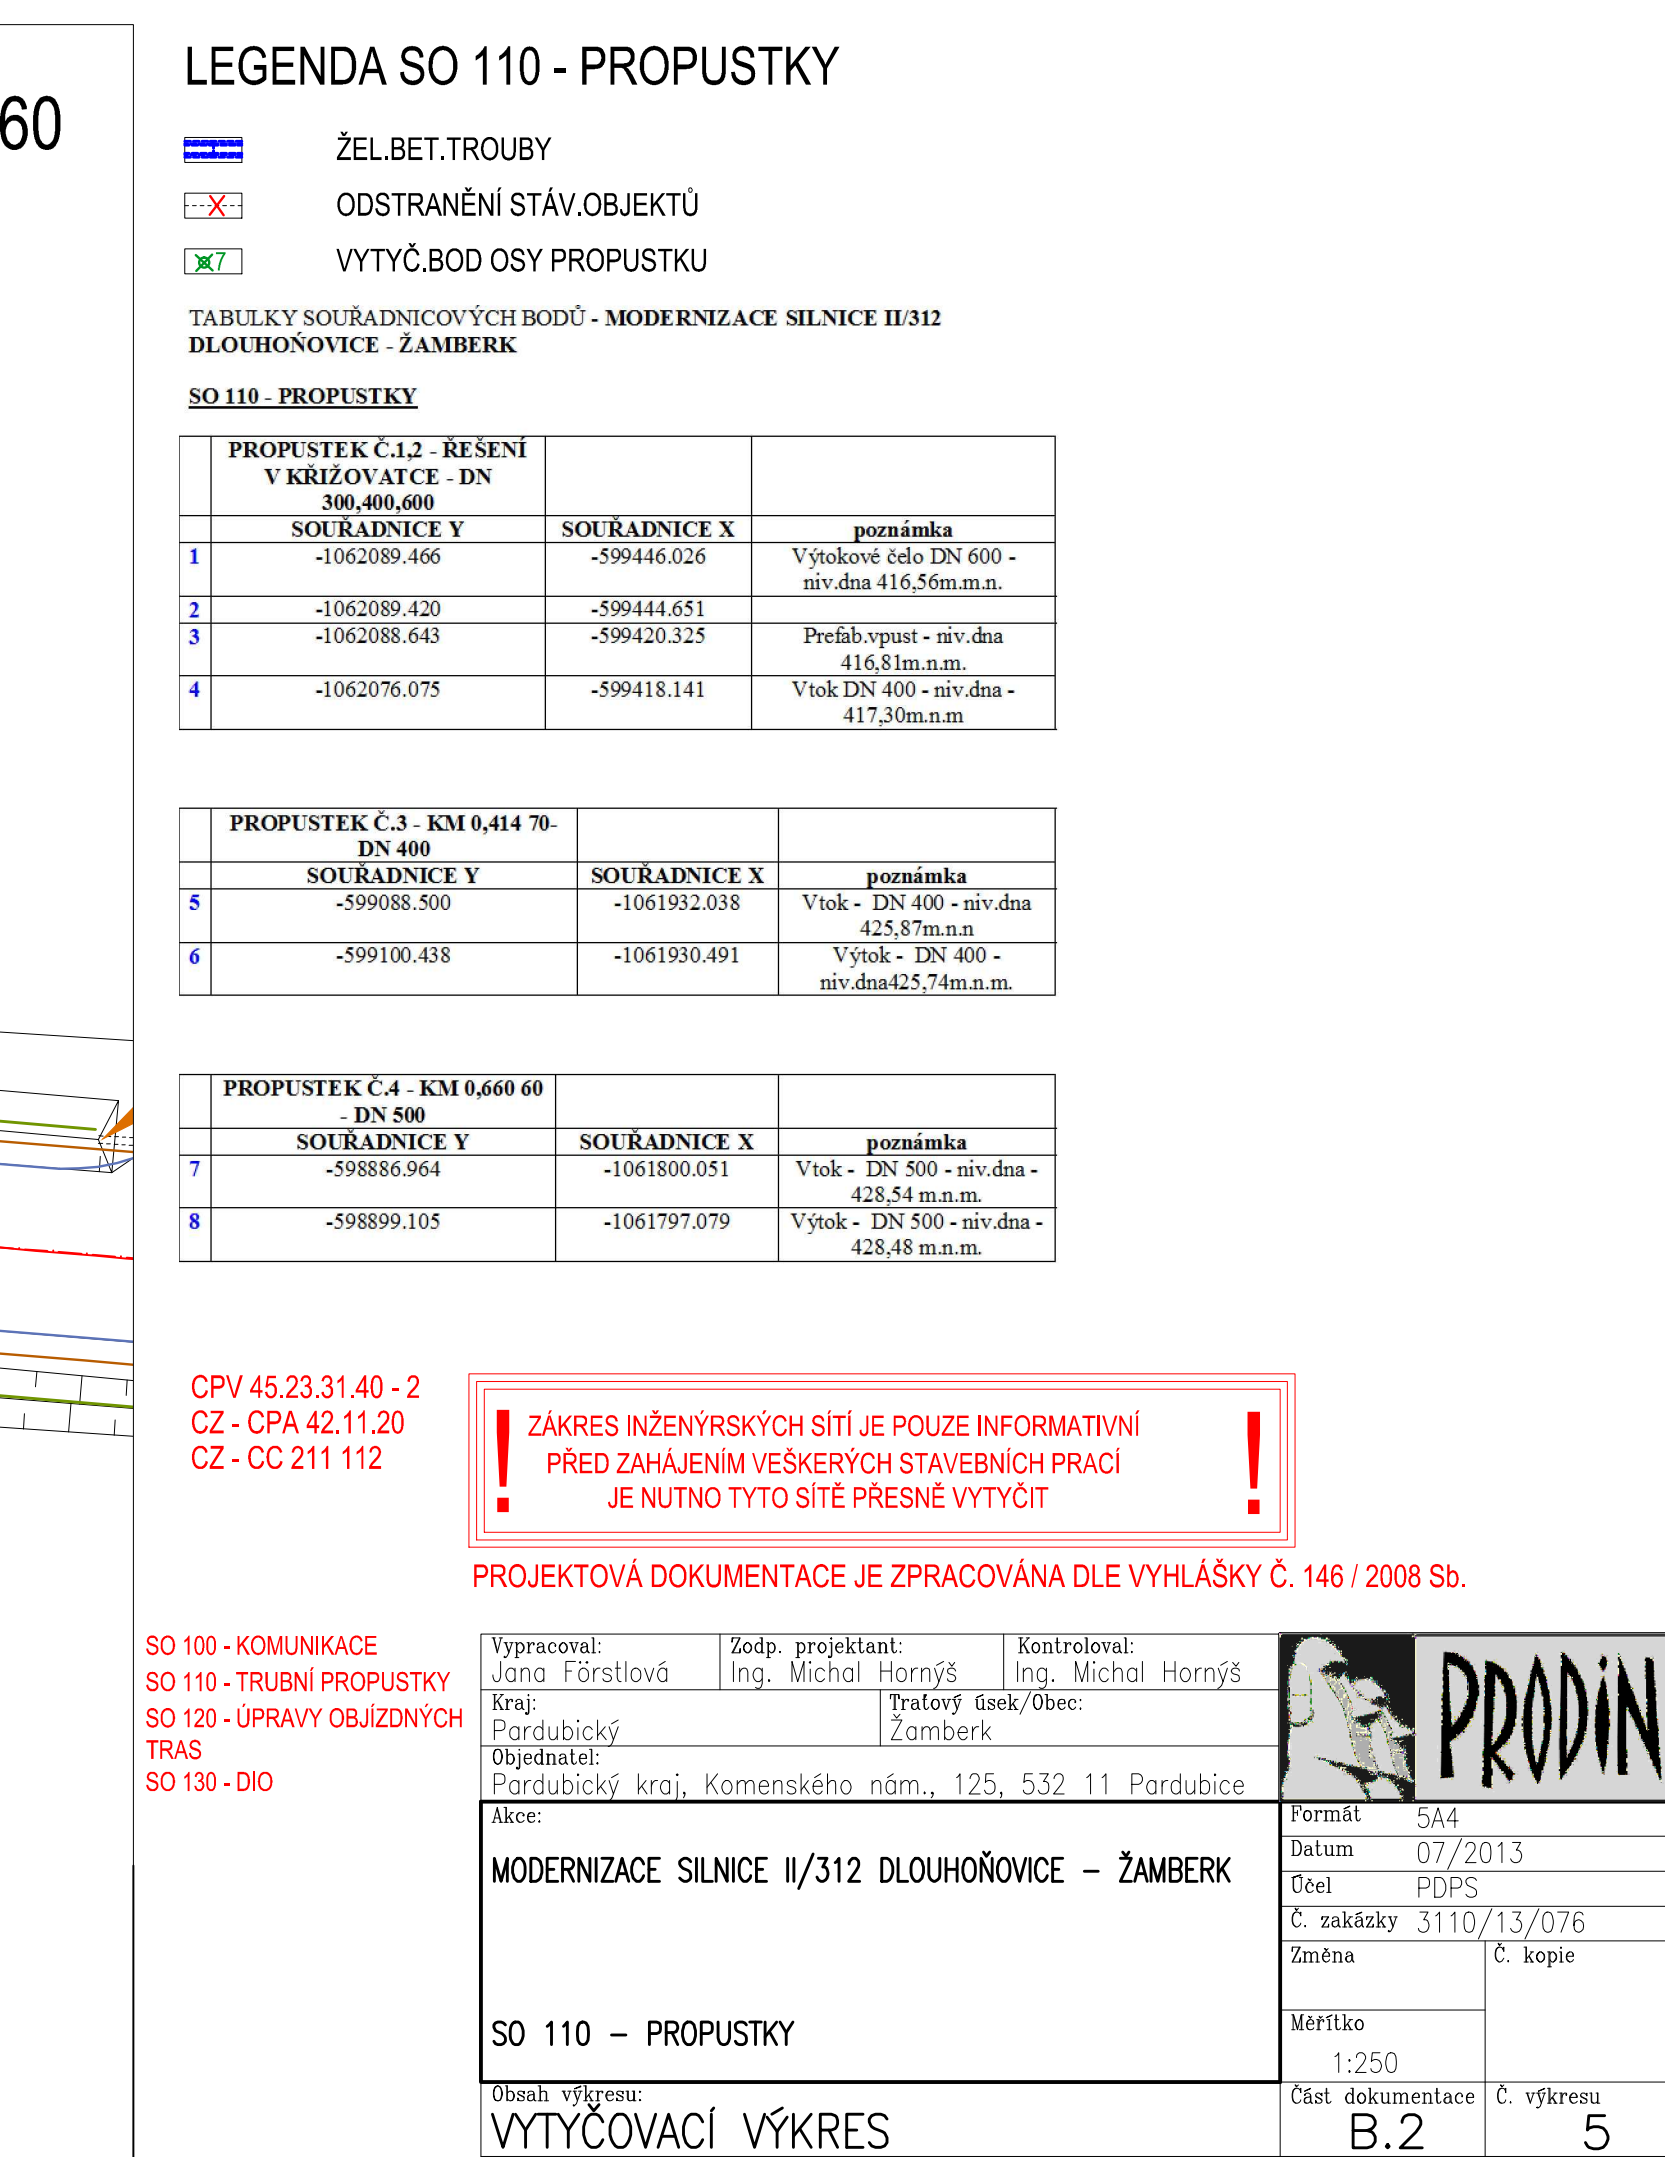 60
LEGENDA SO 110 - PROPUSTKY
ŽEL.BET.TROUBY
X
ODSTRANĚNÍ STÁV.OBJEKTŮ
7
VYTYČ.BOD OSY PROPUSTKU
TABULKY SOUŘADNICOVÝCH BODŮ - MODERNIZACE SILNICE II/312
DLOUHOŃOVICE - ŽAMBERK
SO 110 - PROPUSTKY
PROPUSTEK Č.1,2 - ŘEŠENÍ
V KŘIŽOVATCE - DN
300,400,600
SOUŘADNICE Y SOUŘADNICE X poznámka
1 -1062089.466 -599446.026 Výtokové čelo DN 600 -
niv.dna 416,56m.m.n.
2 -1062089.420 -599444.651
3 -1062088.643 -599420.325 Prefab.vpust - niv.dna
416,81m.n.m.
4 -1062076.075 -599418.141 Vtok DN 400 - niv.dna -
417,30m.n.m
PROPUSTEK Č.3 - KM 0,414 70-
DN 400
SOUŘADNICE Y SOUŘADNICE X poznámka
5 -599088.500 -1061932.038 Vtok - DN 400 - niv.dna
425,87m.n.n
6 -599100.438 -1061930.491 Výtok - DN 400 -
niv.dna425,74m.n.m.
PROPUSTEK Č.4 - KM 0,660 60
- DN 500
SOUŘADNICE Y SOUŘADNICE X poznámka
7 -598886.964 -1061800.051 Vtok - DN 500 - niv.dna -
428,54 m.n.m.
8 -598899.105 -1061797.079 Výtok - DN 500 - niv.dna -
428,48 m.n.m.
CPV 45.23.31.40 - 2
CZ - CPA 42.11.20
CZ - CC 211 112
! ZÁKRES INŽENÝRSKÝCH SÍTÍ JE POUZE INFORMATIVNÍ !
PŘED ZAHÁJENÍM VEŠKERÝCH STAVEBNÍCH PRACÍ
JE NUTNO TYTO SÍTĚ PŘESNĚ VYTYČIT
PROJEKTOVÁ DOKUMENTACE JE ZPRACOVÁNA DLE VYHLÁŠKY Č. 146 / 2008 Sb.
SO 100 - KOMUNIKACE
SO 110 - TRUBNÍ PROPUSTKY
SO 120 - ÚPRAVY OBJÍZDNÝCH
TRAS
SO 130 - DIO
Vypracoval: Zodp. projektant: Kontroloval:
Jana Förstlová Ing. Michal Hornýš Ing. Michal Hornýš
Kraj: Traťový úsek/Obec:
Pardubický Žamberk
Objednatel:
Pardubický kraj, Komenského nám., 125, 532 11 Pardubice
PRODIN
Akce:
MODERNIZACE SILNICE II/312 DLOUHOŇOVICE – ŽAMBERK
SO 110 – PROPUSTKY
Formát 5A4
Datum 07/2013
Účel PDPS
Č. zakázky 3110/13/076
Změna Č. kopie
Měřítko
1:250
Obsah výkresu:
VYTYČOVACÍ VÝKRES
Část dokumentace Č. výkresu
B.2 5